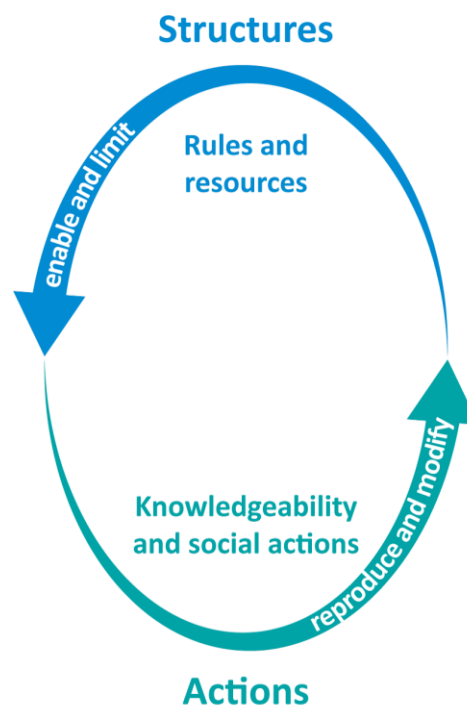 Structures
Rules and
resources
enable and limit
Knowledgeability
and social actions
reproduce and modify
Actions